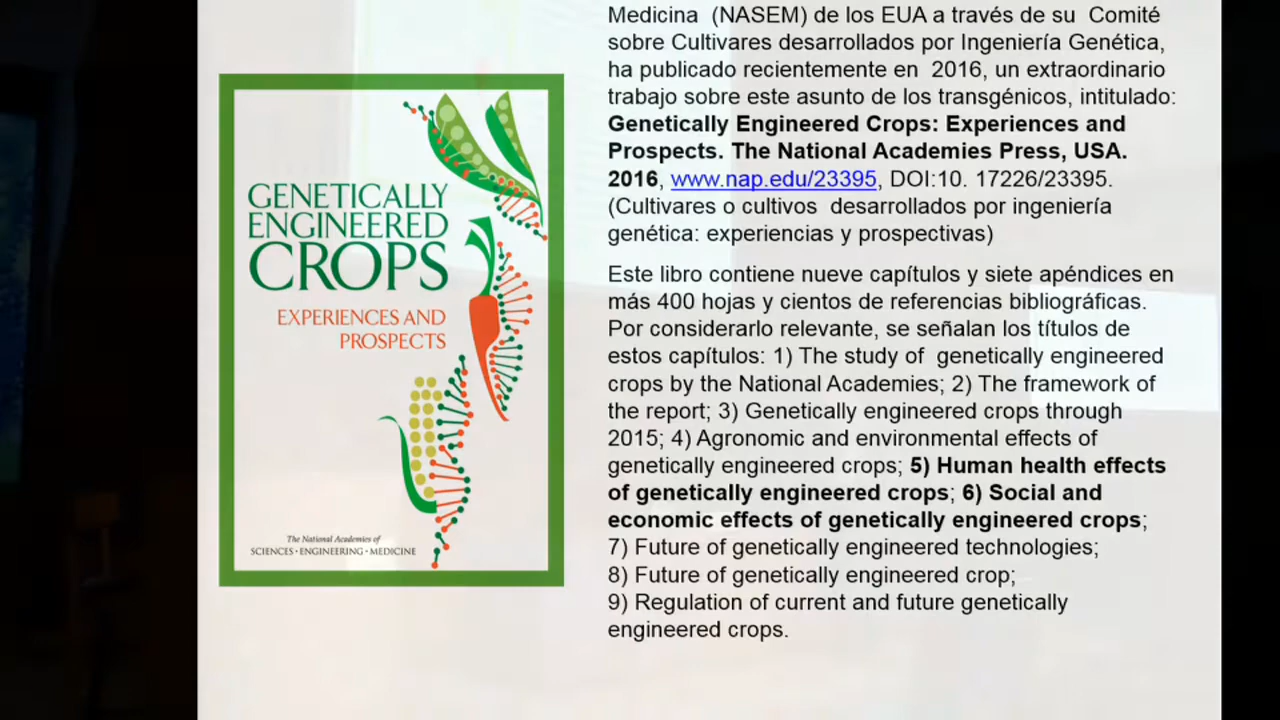 GENETICALLY
ENGINEERED
CROPS
EXPERIENCES AND
PROSPECTS
The National Academies of
SCIENCES • ENGINEERING • MEDICINE
Medicina (NASEM) de los EUA a través de su Comité
sobre Cultivares desarrollados por Ingeniería Genética,
ha publicado recientemente en 2016, un extraordinario
trabajo sobre este asunto de los transgénicos, intitulado:
Genetically Engineered Crops: Experiences and
Prospects. The National Academies Press, USA.
2016, www.nap.edu/23395, DOI:10. 17226/23395.
(Cultivares o cultivos desarrollados por ingeniería
genética: experiencias y prospectivas)
Este libro contiene nueve capítulos y siete apéndices en
más 400 hojas y cientos de referencias bibliográficas.
Por considerarlo relevante, se señalan los títulos de
estos capítulos: 1) The study of genetically engineered
crops by the National Academies; 2) The framework of
the report; 3) Genetically engineered crops through
2015; 4) Agronomic and environmental effects of
genetically engineered crops; 5) Human health effects
of genetically engineered crops; 6) Social and
economic effects of genetically engineered crops;
7) Future of genetically engineered technologies;
8) Future of genetically engineered crop;
9) Regulation of current and future genetically
engineered crops.